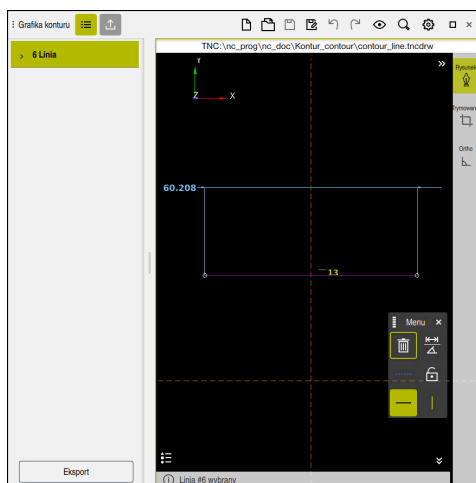 Grafika konturu
TNC:\nc_prog\nc_doc\Kontur_contour\contour_line.tncdrw
6 Linia
Y
Z
X
Rysunek
Trymowan
Ortho
60.208
13
Menu
Eksport
Linia #6 wybrany